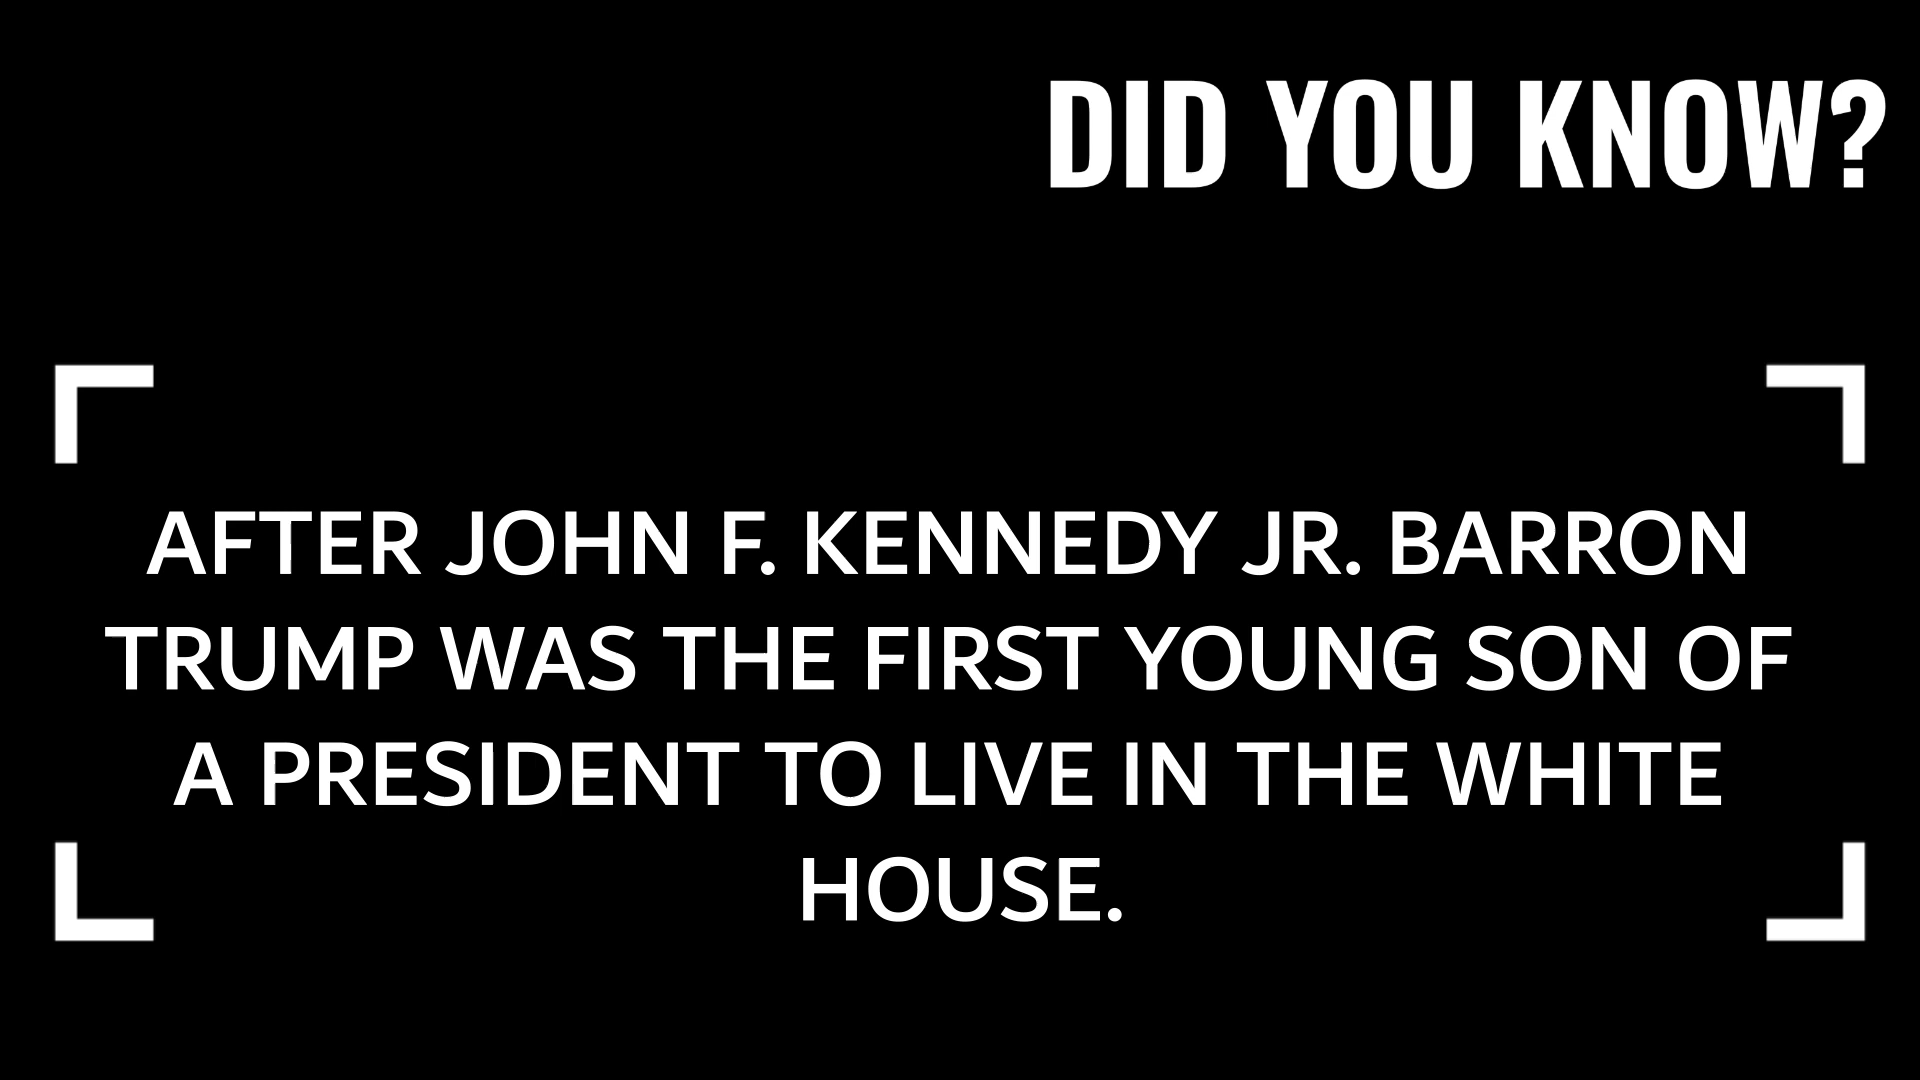 DID YOU KNOW?
AFTER JOHN F. KENNEDY JR. BARRON
TRUMP WAS THE FIRST YOUNG SON OF
A PRESIDENT TO LIVE IN THE WHITE
HOUSE.